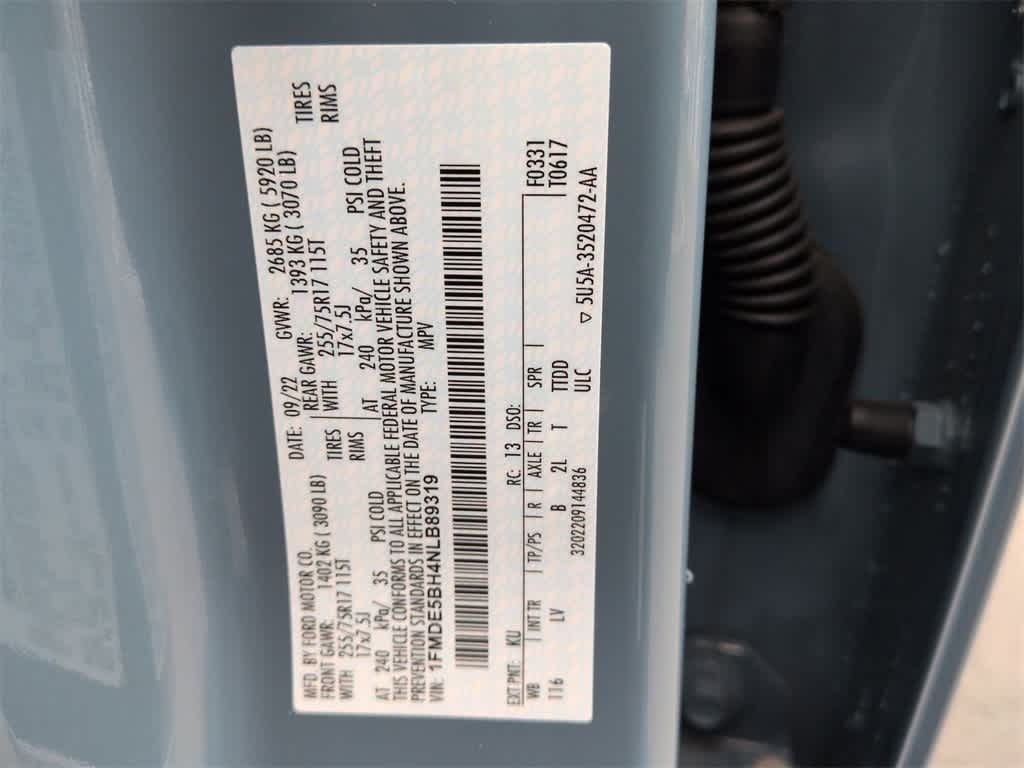 MFD BY FORD MOTOR CO. DATE: 09/22 GVWR: 2685 KG ( 5920 LB)
FRONT GAWR: 1402 KG ( 3090 LB) REAR GAWR: 1393 KG ( 3070 LB)
WITH 255/75R17 115T TIRES WITH 255/75R17 115T TIRES
17x7.5J RIMS 17x7.5J RIMS
AT 240 kPa/ 35 PSI COLD AT 240 kPa/ 35 PSI COLD
THIS VEHICLE CONFORMS TO ALL APPLICABLE FEDERAL MOTOR VEHICLE SAFETY AND THEFT
PREVENTION STANDARDS IN EFFECT ON THE DATE OF MANUFACTURE SHOWN ABOVE.
VIN: 1FMDE5BH4NLB89319 TYPE: MPV
EXT PNT: KU RC: 13 DSO: F0331
WB INT TR TP/PS R AXLE TR SPR T0617
116 LV B 2L T TTDD
ULC 5U5A-3520472-AA
3202209144836